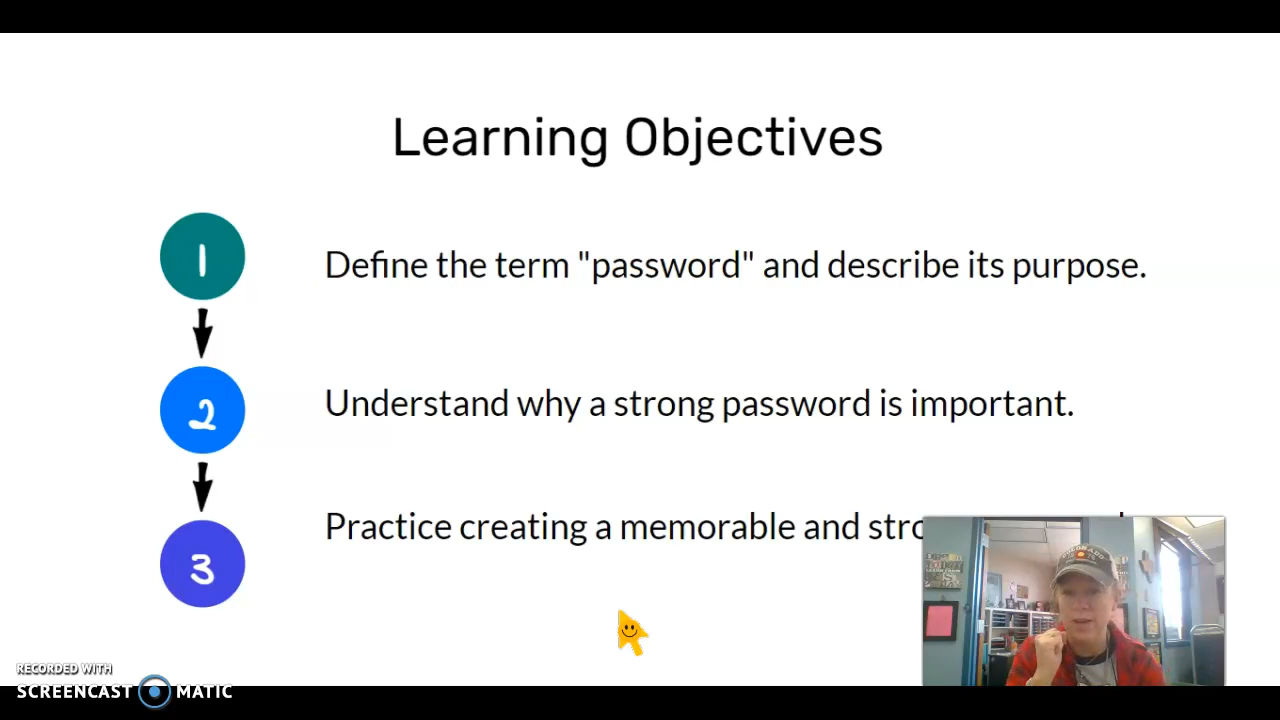 Learning Objectives
1
Define the term "password" and describe its purpose.
2
Understand why a strong password is important.
3
Practice creating a memorable and
RECORDED WITH
SCREENCAST MATIC